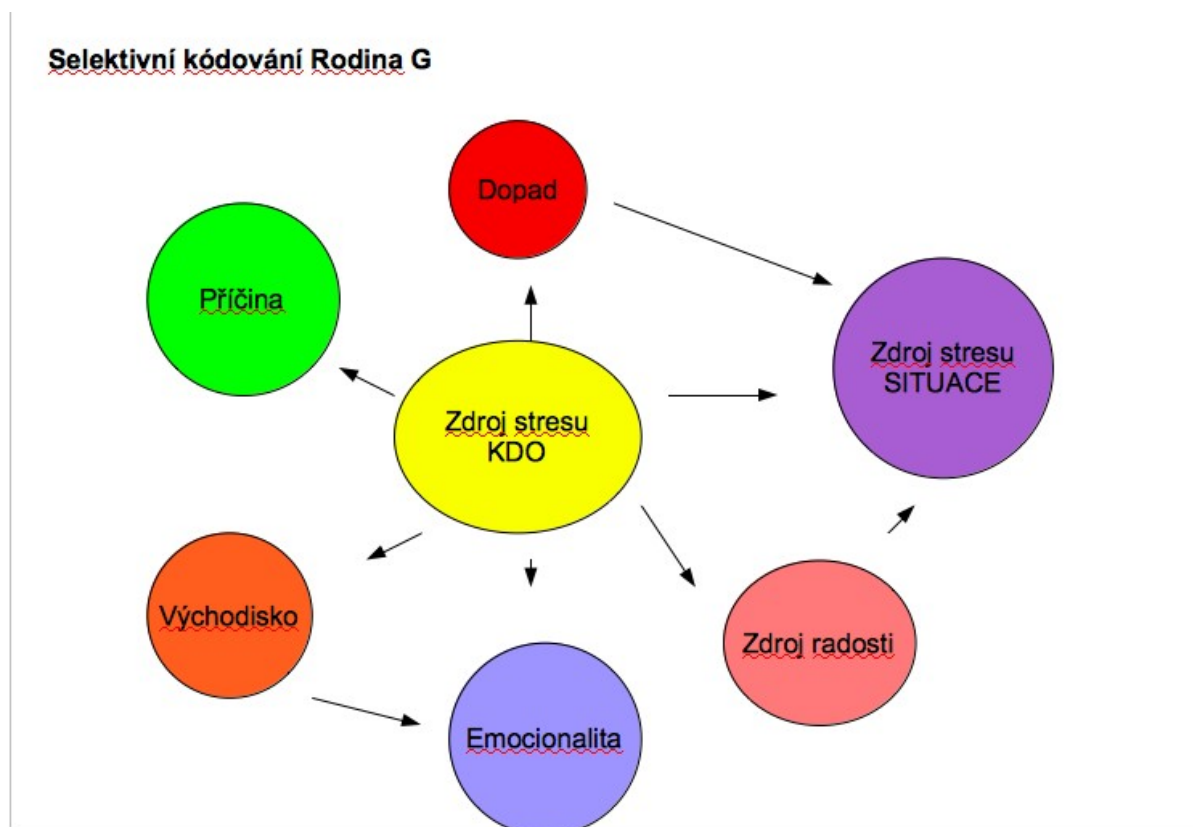 Selektivní kódování Rodina G
Dopad
Příčina
Zdroj stresu
SITUACE
Zdroj stresu
KDO
Východisko
Zdroj radosti
Emocionalita